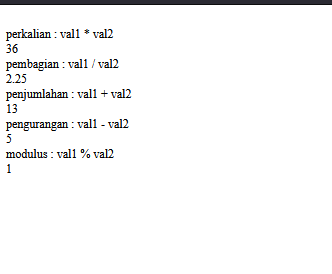 perkalian : val1 * val2
36
pembagian : val1 / val2
2.25
penjumlahan : val1 + val2
13
pengurangan : val1 - val2
5
modulus : val1 % val2
1